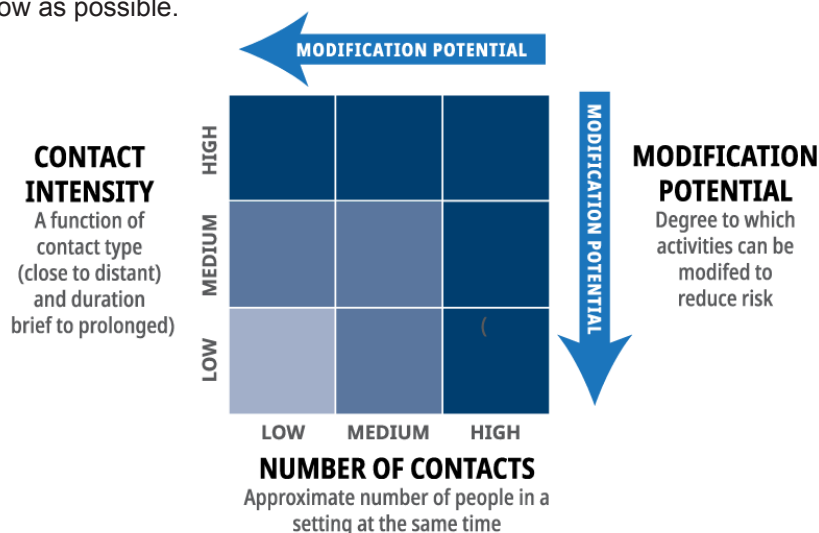 ow as possible.
MODIFICATION POTENTIAL
CONTACT
INTENSITY
A function of
contact type
(close to distant)
and duration
brief to prolonged)
HIGH
MEDIUM
LOW
(
MODIFICATION POTENTIAL
MODIFICATION
POTENTIAL
Degree to which
activities can be
modifed to
reduce risk
LOW MEDIUM HIGH
NUMBER OF CONTACTS
Approximate number of people in a
setting at the same time